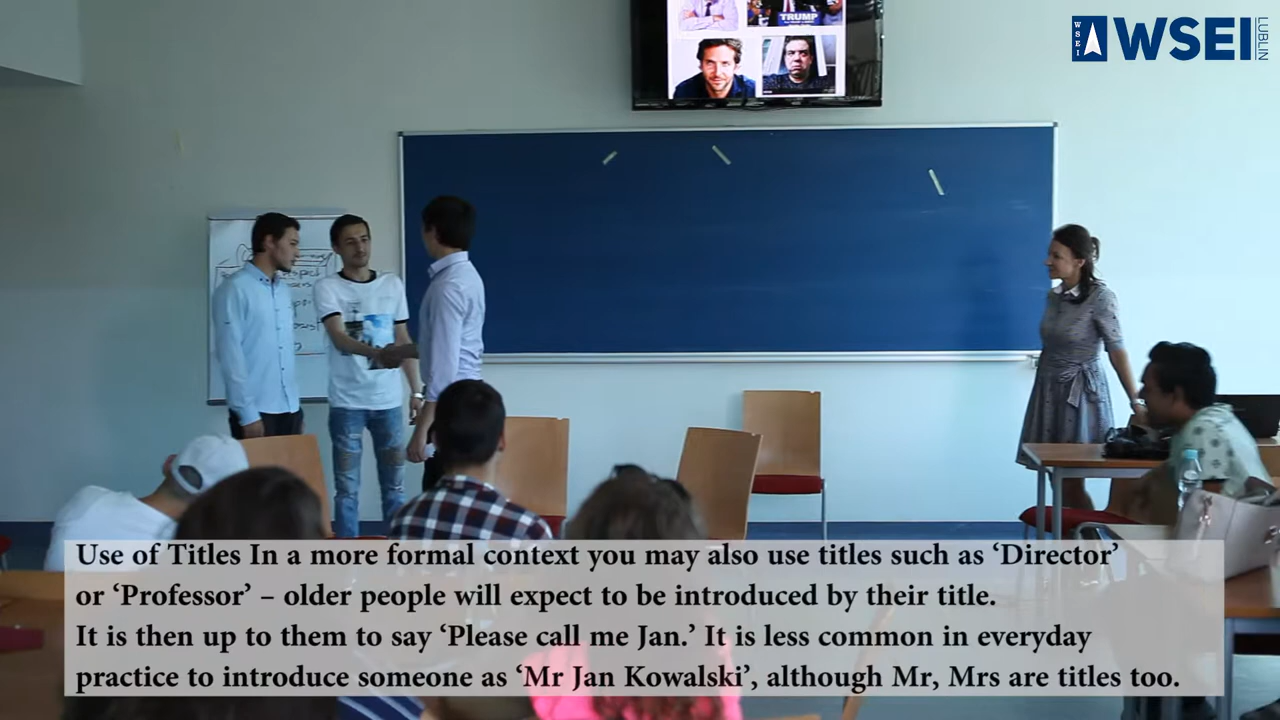 TRUMP
WSEI
WSEI
LUBLIN
Use of Titles In a more formal context you may also use titles such as ‘Director’
or ‘Professor’ – older people will expect to be introduced by their title.
It is then up to them to say ‘Please call me Jan.’ It is less common in everyday
practice to introduce someone as ‘Mr Jan Kowalski’, although Mr, Mrs are titles too.